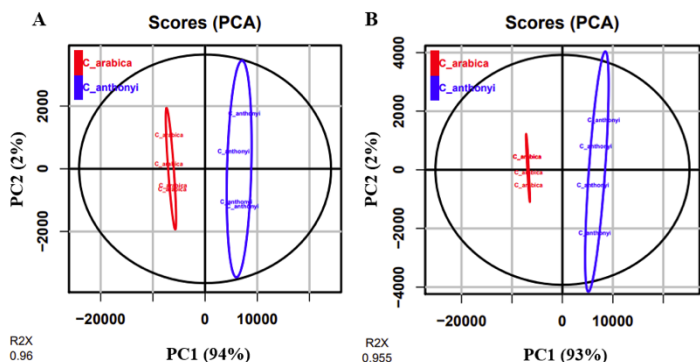 A
Scores (PCA)
C_arabica
C_anthonyi
PC2 (2%)
2000
0
-2000
C_arabica
C_arabica
C_arabica
C_arabica
C_anthonyi
C_anthonyi
C_anthonyi
C_anthonyi
-20000
0
10000
R2X
0.96
PC1 (94%)
B
Scores (PCA)
C_arabica
C_anthonyi
PC2 (2%)
4000
2000
0
-2000
-4000
C_arabica
C_arabica
C_arabica
C_anthonyi
C_anthonyi
C_anthonyi
C_anthonyi
-20000
0
10000
R2X
0.955
PC1 (93%)